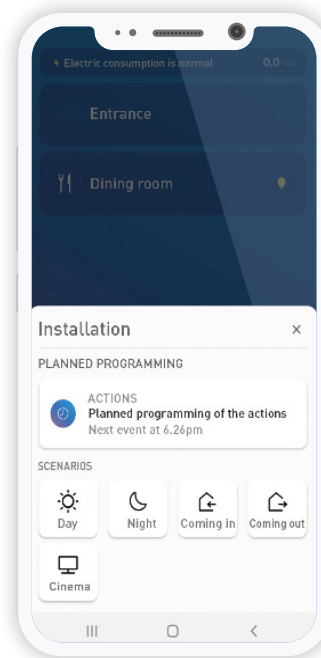 Electric consumption is normal 0,0 kW
Entrance
Dining room
Installation
PLANNED PROGRAMMING
ACTIONS
Planned programming of the actions
Next event at 6.26pm
SCENARIOS
Day Night Coming in Coming out
Cinema